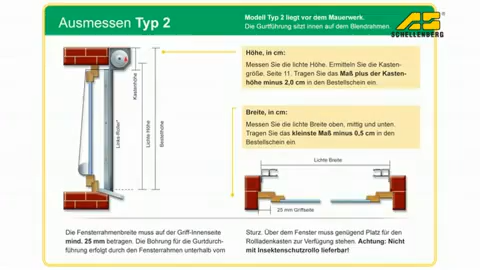 Ausmessen Typ 2
Modell Typ 2 liegt vor dem Mauerwerk.
Die Gurtführung sitzt innen auf dem Blendrahmen.
AS
SCHELLENBERG
Höhe, in cm:
Messen Sie die lichte Höhe. Ermitteln Sie die Kasten-
größe. Seite 11. Tragen Sie das Maß plus der Kasten-
höhe minus 2,0 cm in den Bestellschein ein.
Breite, in cm:
Messen Sie die lichte Breite oben, mittig und unten.
Tragen Sie das kleinste Maß minus 0,5 cm in den
Bestellschein ein.
Kastenhöhe
Links-Roller*
Lichte Höhe
Bestellhöhe
Lichte Breite
25 mm Griffseite
Die Fensterrahmenbreite muss auf der Griff-Innenseite
mind. 25 mm betragen. Die Bohrung für die Gurtdurch-
führung erfolgt durch den Fensterrahmen unterhalb vom
Sturz. Über dem Fenster muss genügend Platz für den
Rollladenkasten zur Verfügung stehen. Achtung: Nicht
mit Insektenschutzrollo lieferbar!